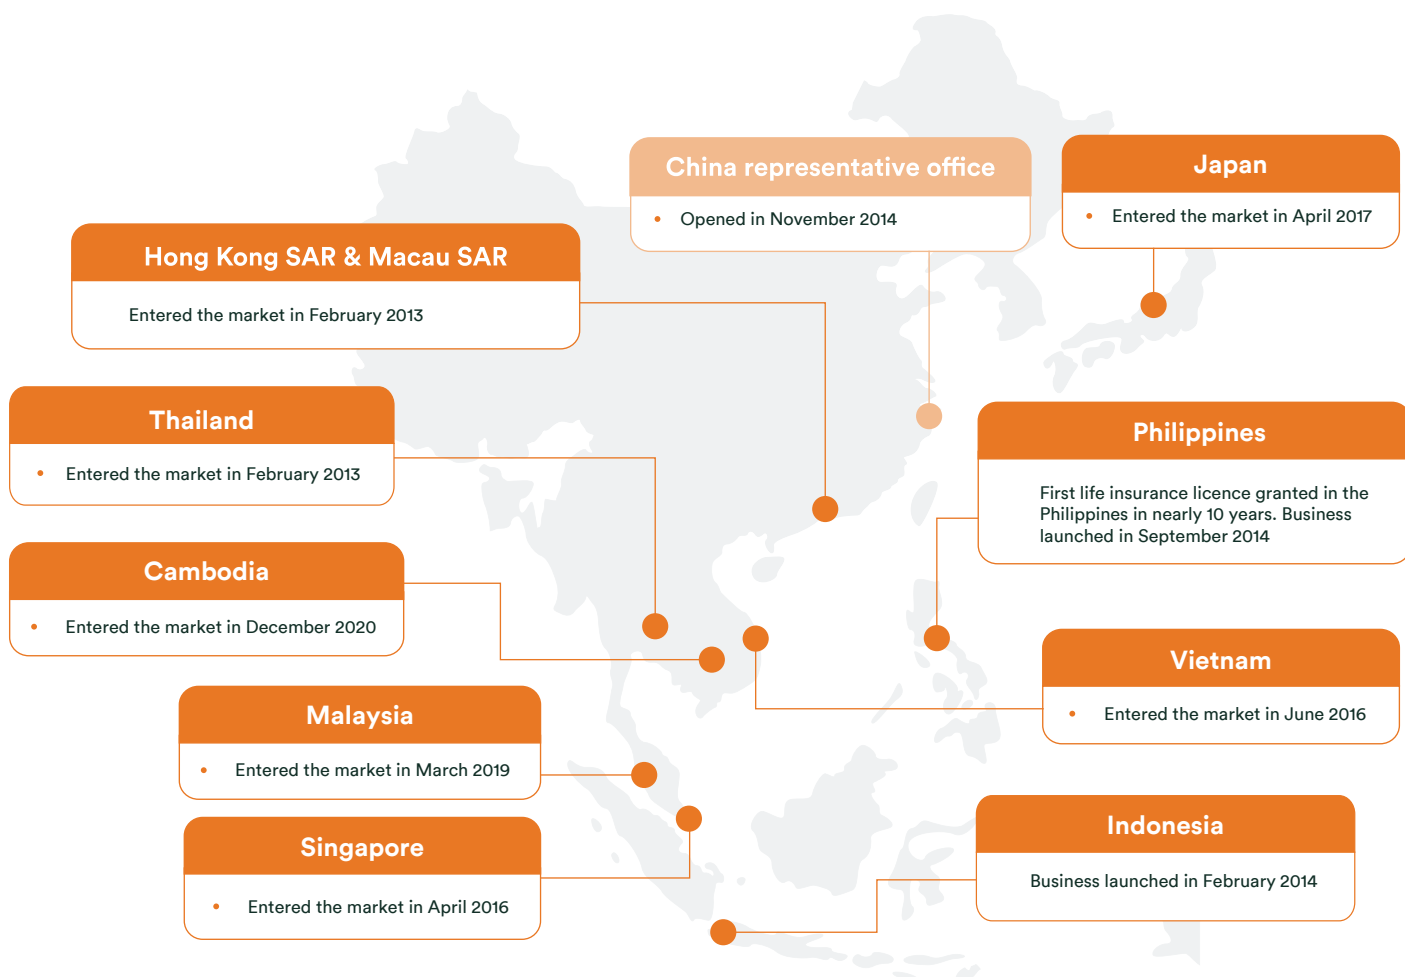 China representative office
• Opened in November 2014
Japan
• Entered the market in April 2017
Hong Kong SAR & Macau SAR
Entered the market in February 2013
Thailand
• Entered the market in February 2013
Philippines
First life insurance licence granted in the
Philippines in nearly 10 years. Business
launched in September 2014
Cambodia
• Entered the market in December 2020
Vietnam
• Entered the market in June 2016
Malaysia
• Entered the market in March 2019
Indonesia
Business launched in February 2014
Singapore
• Entered the market in April 2016